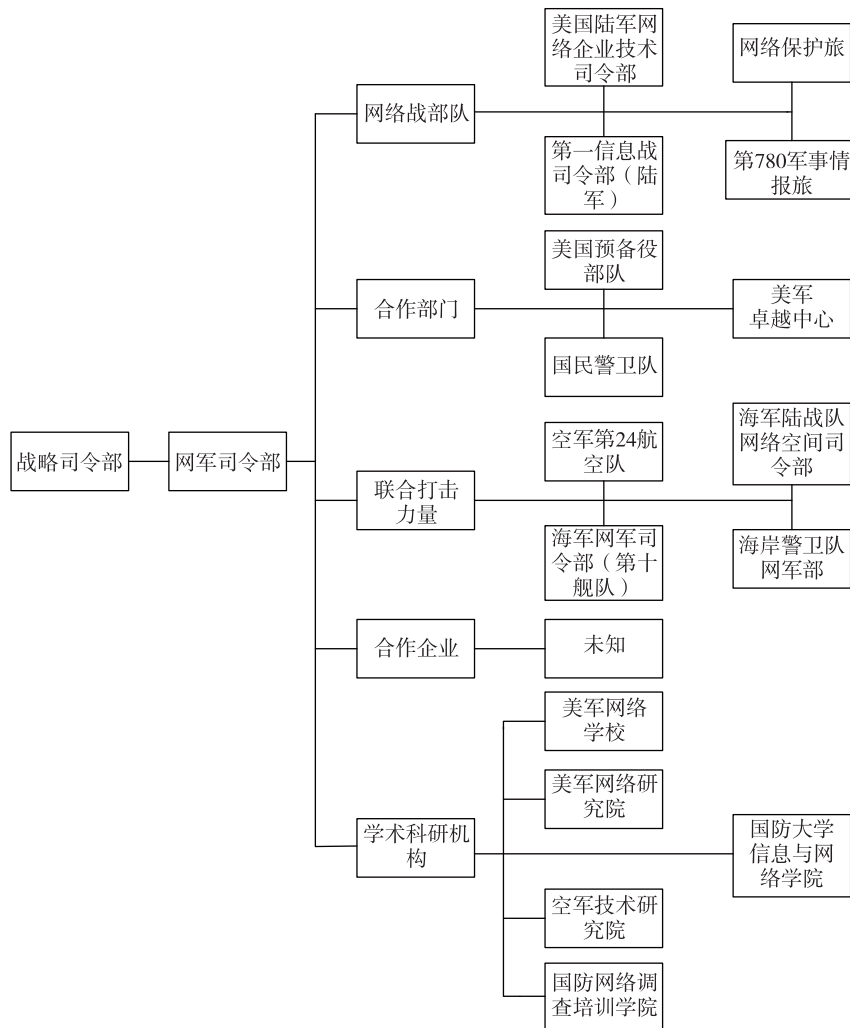 美国陆军网
络企业技术
司令部
网络保护旅
网络战部队
第一信息战
司令部（陆
军）
第780军事情
报旅
美国预备役
部队
合作部门
美军
卓越中心
国民警卫队
战略司令部
网军司令部
空军第24航
空队
海军陆战队
网络空间司
令部
联合打击
力量
海军网军司
令部（第十
舰队）
海岸警卫队
网军部
合作企业
未知
美军网络
学校
美军网络研
究院
学术科研机
构
国防大学
信息与网
络学院
空军技术研
究院
国防网络调
查培训学院